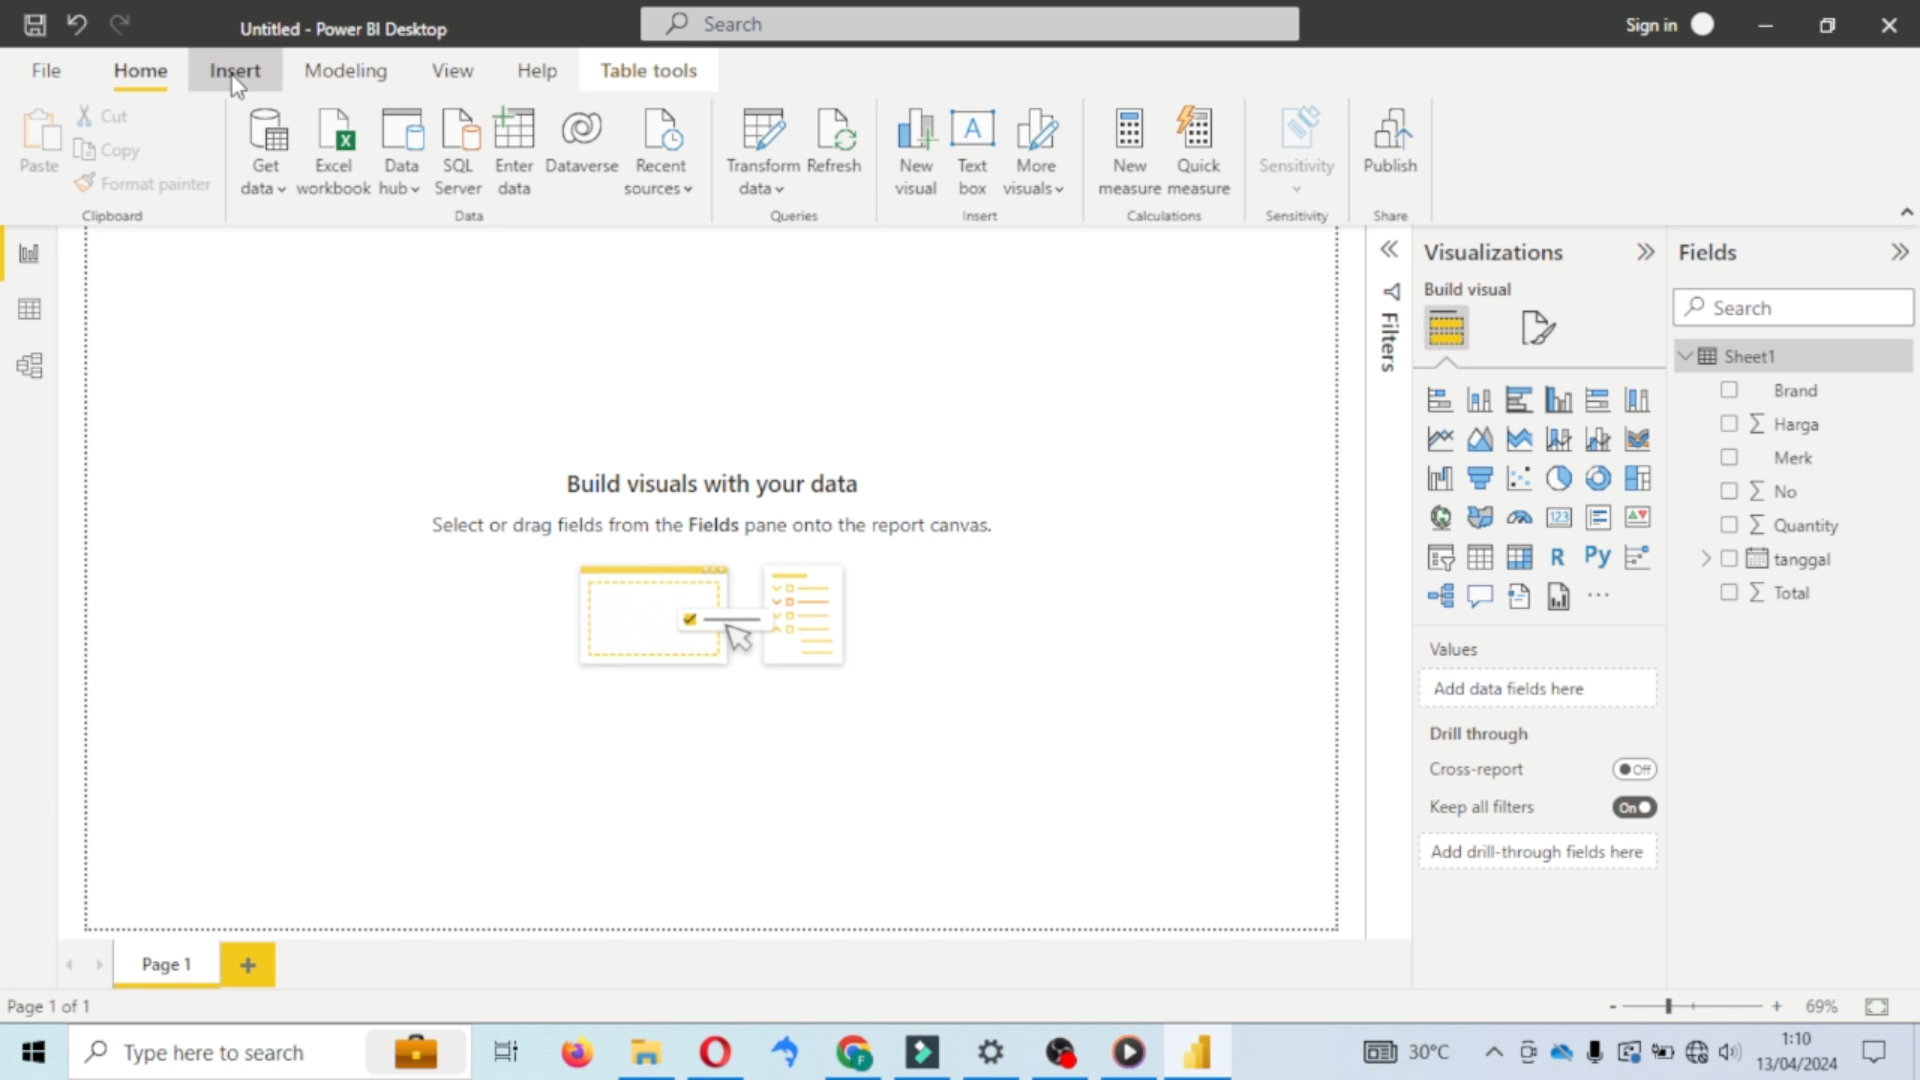 Untitled - Power BI Desktop
Search
Sign in
File
Home
Insert
Modeling
View
Help
Table tools
Paste
Cut
Copy
Format painter
Clipboard
Get data
Excel workbook
Data hub
SQL Server
Enter data
Dataverse
Recent sources
Data
Transform data
Refresh
Queries
New visual
Text box
More visuals
Insert
New measure
Quick measure
Calculations
Sensitivity
Sensitivity
Publish
Share
Build visuals with your data
Select or drag fields from the Fields pane onto the report canvas.
Filters
Visualizations
Build visual
123
R
Py
Values
Add data fields here
Drill through
Cross-report
Off
Keep all filters
On
Add drill-through fields here
Fields
Search
Sheet1
Brand
Harga
Merk
No
Quantity
tanggal
Total
Page 1
Page 1 of 1
69%
Type here to search
30°C
1:10
13/04/2024